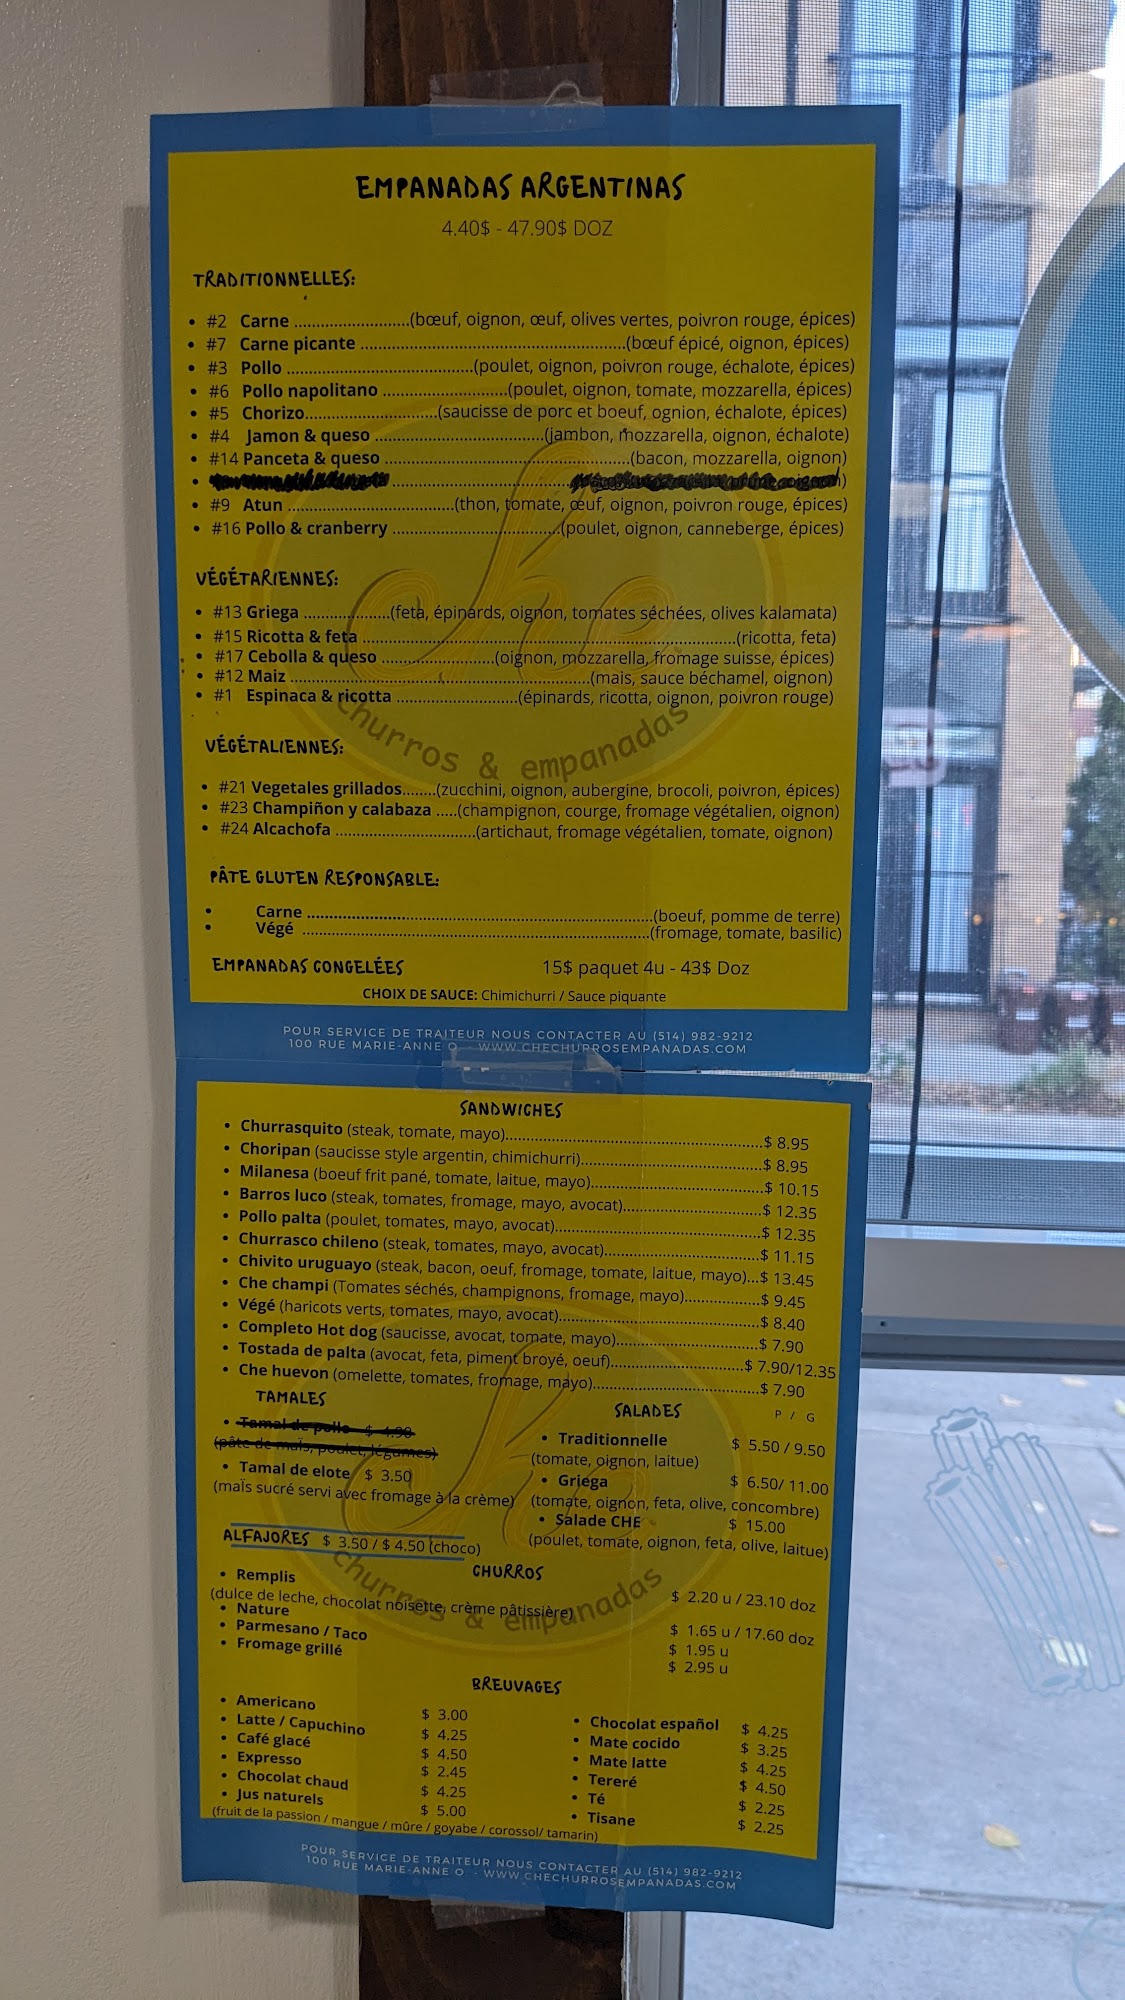 EMPANADAS ARGENTINAS
4.40$ - 47.90$ DOZ
TRADITIONNELLES:
• #2 Carne ...........................(bœuf, oignon, œuf, olives vertes, poivron rouge, épices)
• #7 Carne picante ..............................................................(bœuf épicé, oignon, épices)
• #3 Pollo ............................................(poulet, oignon, poivron rouge, échalote, épices)
• #6 Pollo napolitano .............................(poulet, oignon, tomate, mozzarella, épices)
• #5 Chorizo...............................(saucisse de porc et boeuf, ognion, échalote, épices)
• #4 Jamon & queso ........................................(jambon, mozzarella, oignon, échalote)
• #14 Panceta & queso ..........................................................(bacon, mozzarella, oignon)
• #9 Atun .......................................(thon, tomate, œuf, oignon, poivron rouge, épices)
• #16 Pollo & cranberry ........................................(poulet, oignon, canneberge, épices)
VÉGÉTARIENNES:
• #13 Griega ....................(feta, épinards, oignon, tomates séchées, olives kalamata)
• #15 Ricotta & feta .........................................................................................(ricotta, feta)
• #17 Cebolla & queso ..........................(oignon, mozzarella, fromage suisse, épices)
• #12 Maiz .......................................................................(maïs, sauce béchamel, oignon)
• #1 Espinaca & ricotta .............................(épinards, ricotta, oignon, poivron rouge)
VÉGÉTALIENNES:
• #21 Vegetales grillados........(zucchini, oignon, aubergine, brocoli, poivron, épices)
• #23 Champiñon y calabaza .....(champignon, courge, fromage végétalien, oignon)
• #24 Alcachofa .................................(artichaut, fromage végétalien, tomate, oignon)
che.
churros & empanadas
PÂTE GLUTEN RESPONSABLE:
• Carne ....................................................................................(boeuf, pomme de terre)
• Végé .....................................................................................(fromage, tomate, basilic)
EMPANADAS CONGELÉES 15$ paquet 4u - 43$ Doz
CHOIX DE SAUCE: Chimichurri / Sauce piquante
POUR SERVICE DE TRAITEUR NOUS CONTACTER AU (514) 982-9212
100 RUE MARIE-ANNE O - WWW.CHECHURROSEMPANADAS.COM
SANDWICHES
• Churrasquito (steak, tomate, mayo)..............................................................$ 8.95
• Choripan (saucisse style argentin, chimichurri)............................................$ 8.95
• Milanesa (boeuf frit pané, tomate, laitue, mayo)..........................................$ 10.15
• Barros luco (steak, tomates, fromage, mayo, avocat)...................................$ 12.35
• Pollo palta (poulet, tomates, mayo, avocat)..................................................$ 12.35
• Churrasco chileno (steak, tomates, mayo, avocat).......................................$ 11.15
• Chivito uruguayo (steak, bacon, oeuf, fromage, tomate, laitue, mayo)...$ 13.45
• Che champi (Tomates séchés, champignons, fromage, mayo)...................$ 9.45
• Végé (haricots verts, tomates, mayo, avocat)................................................$ 8.40
• Completo Hot dog (saucisse, avocat, tomate, mayo)..................................$ 7.90
• Tostada de palta (avocat, feta, piment broyé, oeuf).................................$ 7.90/12.35
• Che huevon (omelette, tomates, fromage, mayo)........................................$ 7.90
TAMALES
• Tamal de pollo $ 4.90
(pâte de maïs, poulet, légumes)
• Tamal de elote $ 3.50
(maïs sucré servi avec fromage à la crème)
SALADES P / G
• Traditionnelle $ 5.50 / 9.50
(tomate, oignon, laitue)
• Griega $ 6.50/ 11.00
(tomate, oignon, feta, olive, concombre)
• Salade CHE $ 15.00
(poulet, tomate, oignon, feta, olive, laitue)
ALFAJORES $ 3.50 / $ 4.50 (choco)
che.
churros & empanadas
CHURROS
• Remplis $ 2.20 u / 23.10 doz
(dulce de leche, chocolat noisette, crème pâtissière)
• Nature $ 1.65 u / 17.60 doz
• Parmesano / Taco $ 1.95 u
• Fromage grillé $ 2.95 u
BREUVAGES
• Americano $ 3.00
• Latte / Capuchino $ 4.25
• Café glacé $ 4.50
• Expresso $ 2.45
• Chocolat chaud $ 4.25
• Jus naturels $ 5.00
(fruit de la passion / mangue / mûre / goyabe / corossol/ tamarin)
• Chocolat español $ 4.25
• Mate cocido $ 3.25
• Mate latte $ 4.25
• Tereré $ 4.50
• Té $ 2.25
• Tisane $ 2.25
POUR SERVICE DE TRAITEUR NOUS CONTACTER AU (514) 982-9212
100 RUE MARIE-ANNE O - WWW.CHECHURROSEMPANADAS.COM